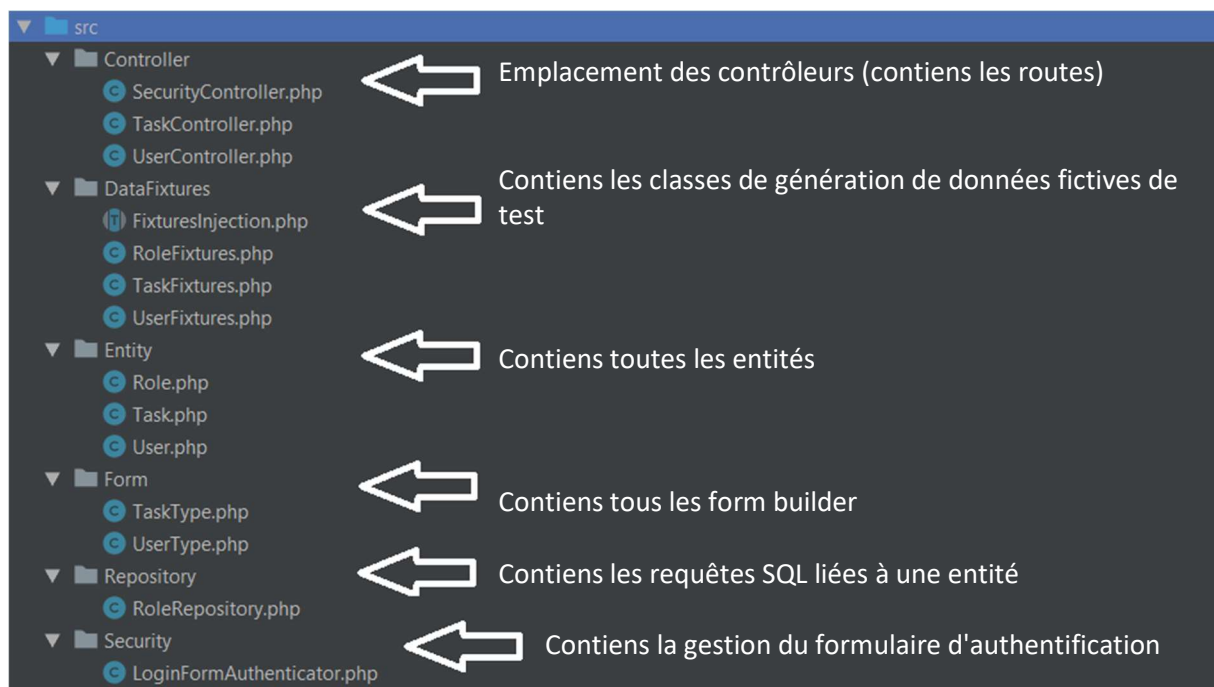 src
Controller
Emplacement des contrôleurs (contiens les routes)
SecurityController.php
TaskController.php
UserController.php
DataFixtures
Contiens les classes de génération de données fictives de
test
FixturesInjection.php
RoleFixtures.php
TaskFixtures.php
UserFixtures.php
Entity
Contiens toutes les entités
Role.php
Task.php
User.php
Form
Contiens tous les form builder
TaskType.php
UserType.php
Repository
Contiens les requêtes SQL liées à une entité
RoleRepository.php
Security
Contiens la gestion du formulaire d'authentification
LoginFormAuthenticator.php